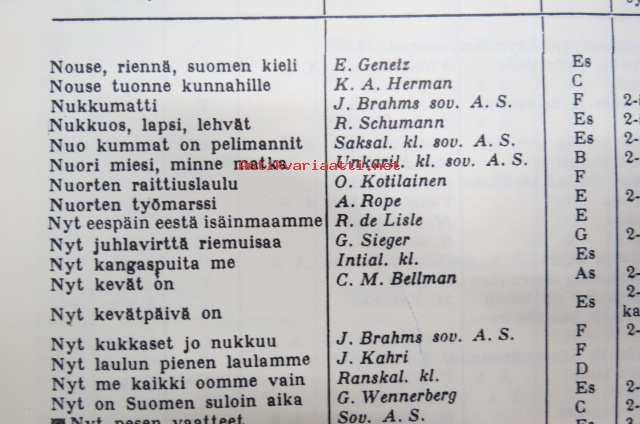 Nouse, riennä, suomen kieli E. Genetz Es
Nouse tuonne kunnahille K. A. Herman C
Nukkumatti J. Brahms sov. A. S. F
Nukkuos, lapsi, lehvät R. Schumann Es
Nuo kummat on pelimannit Saksal. kl. sov. A. S. Es
Nuori miesi, minne matka Unkaril. kl. sov. A. S. B
Nuorten raittiuslaulu O. Kotilainen F
Nuorten työmarssi A. Rope E
Nyt eespäin eestä isäinmaamme R. de Lisle E
Nyt juhlavirttä riemuisaa G. Sieger G
Nyt kangaspuita me Intial. kl. Es
Nyt kevät on C. M. Bellman As
Nyt kevätpäivä on Es
Nyt kukkaset jo nukkuu J. Brahms sov. A. S. F
Nyt laulun pienen laulamme J. Kahri F
Nyt me kaikki oomme vain Ranskal. kl. D
Nyt on Suomen suloin aika G. Wennerberg Es
Nyt pesen vaatteet Sov. A. S. C